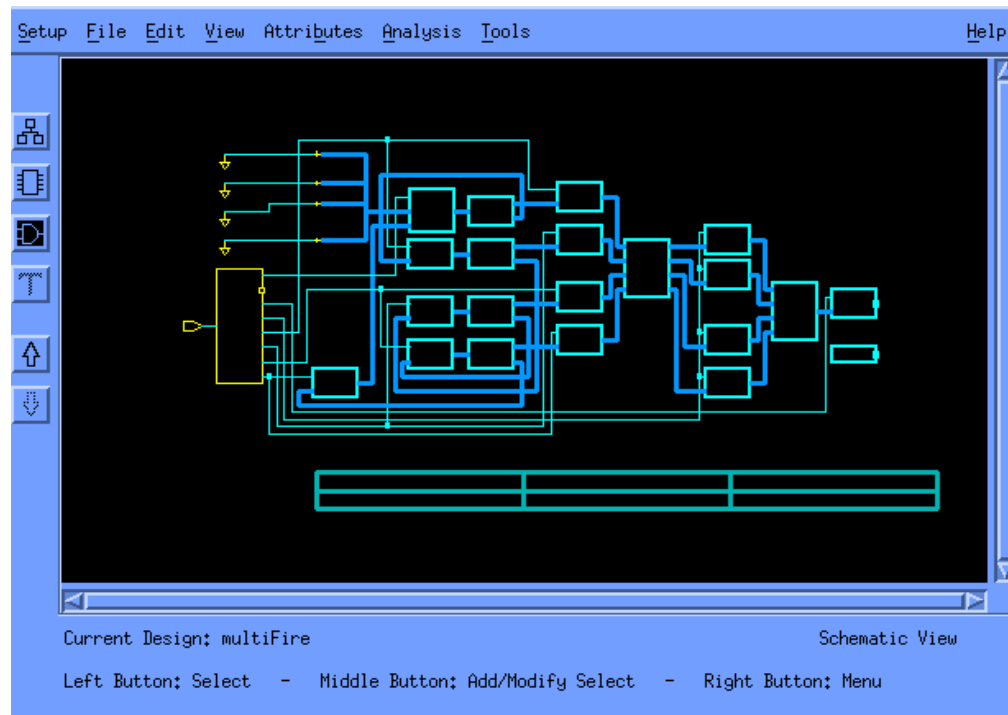 Setup File Edit View Attributes Analysis Tools Help
Current Design: multiFire Schematic View
Left Button: Select - Middle Button: Add/Modify Select - Right Button: Menu